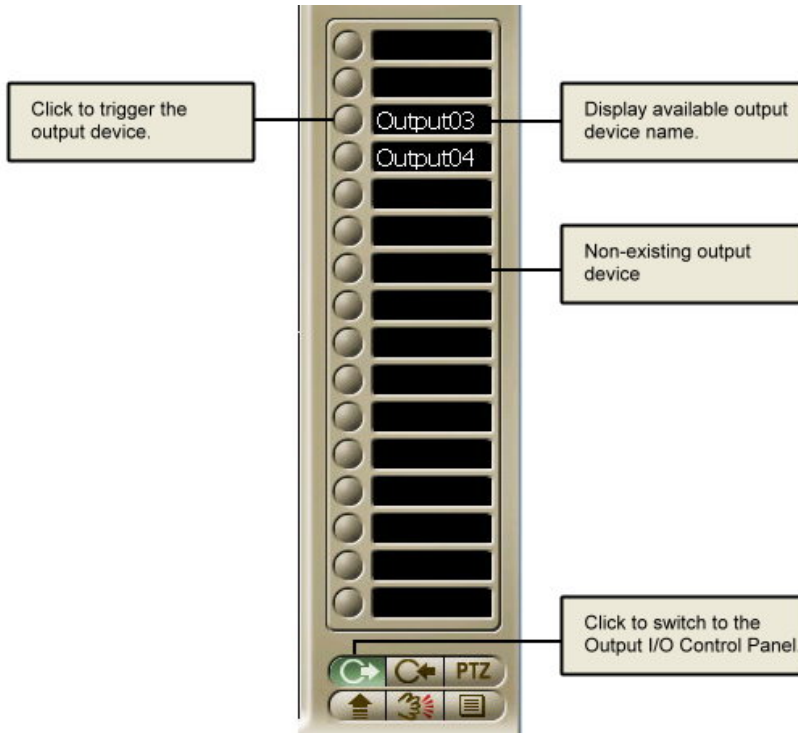 Click to trigger the
output device.
Output03
Display available output
device name.
Output04
Non-existing output
device
Click to switch to the
Output I/O Control Panel.
PTZ